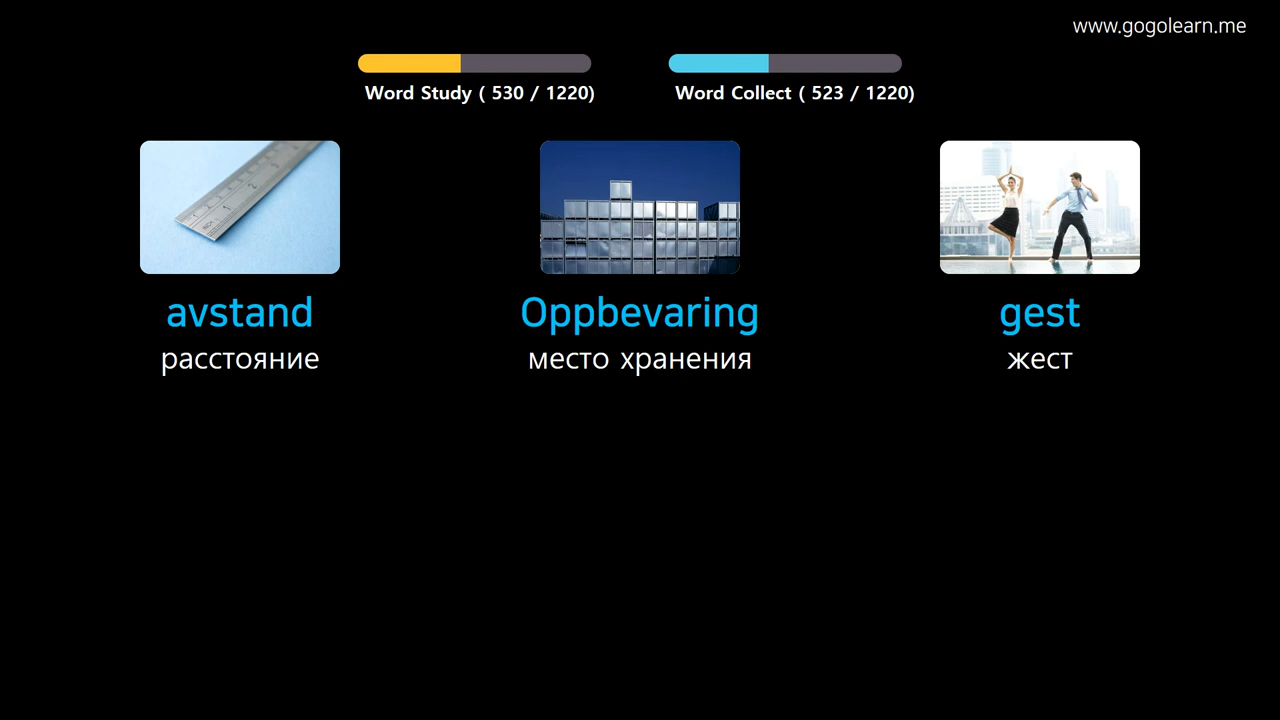 www.gogolearn.me
Word Study ( 530 / 1220)
Word Collect ( 523 / 1220)
avstand
расстояние
Oppbevaring
место хранения
gest
жест